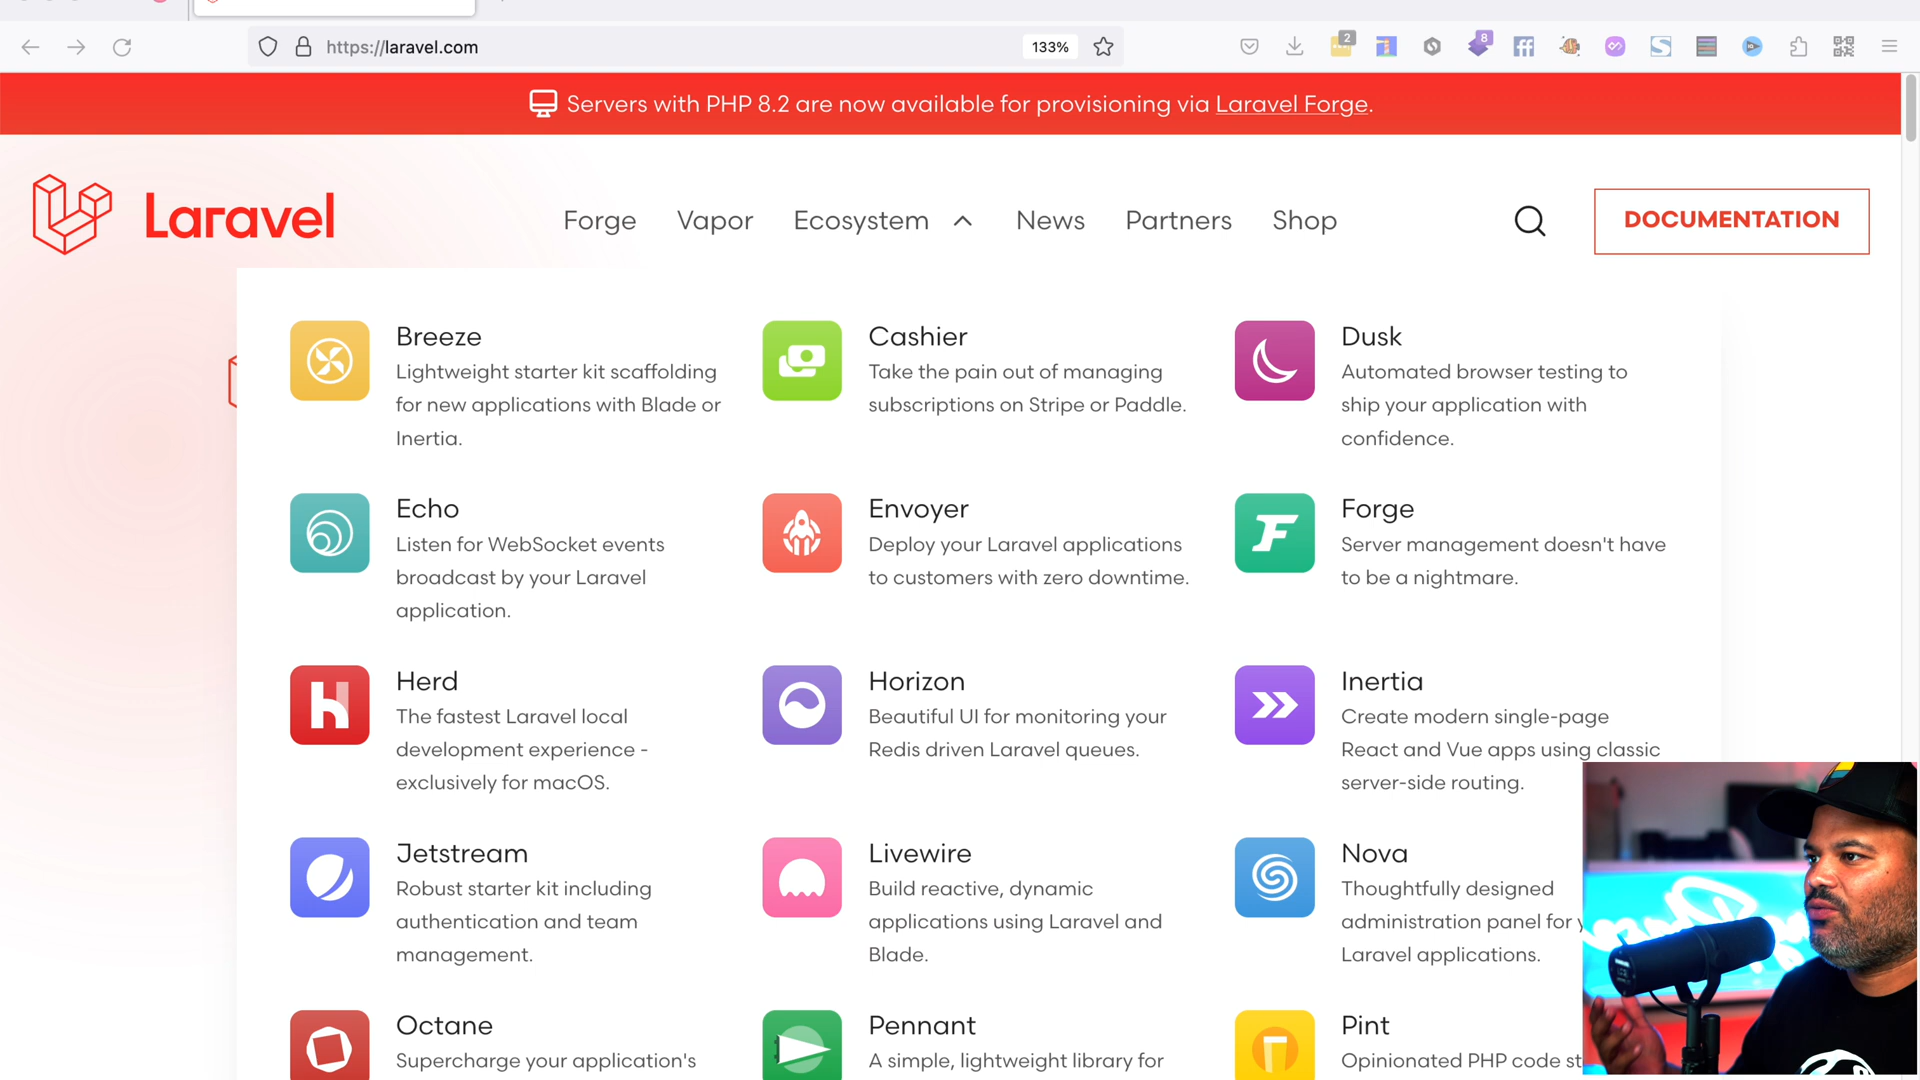 https://laravel.com
133%
2
8
Servers with PHP 8.2 are now available for provisioning via Laravel Forge.
Laravel
Forge
Vapor
Ecosystem
News
Partners
Shop
DOCUMENTATION
Breeze
Lightweight starter kit scaffolding
for new applications with Blade or
Inertia.
Cashier
Take the pain out of managing
subscriptions on Stripe or Paddle.
Dusk
Automated browser testing to
ship your application with
confidence.
Echo
Listen for WebSocket events
broadcast by your Laravel
application.
Envoyer
Deploy your Laravel applications
to customers with zero downtime.
Forge
Server management doesn't have
to be a nightmare.
Herd
The fastest Laravel local
development experience -
exclusively for macOS.
Horizon
Beautiful UI for monitoring your
Redis driven Laravel queues.
Inertia
Create modern single-page
React and Vue apps using classic
server-side routing.
Jetstream
Robust starter kit including
authentication and team
management.
Livewire
Build reactive, dynamic
applications using Laravel and
Blade.
Nova
Thoughtfully designed
administration panel for
Laravel applications.
Octane
Supercharge your application's
Pennant
A simple, lightweight library for
Pint
Opinionated PHP code